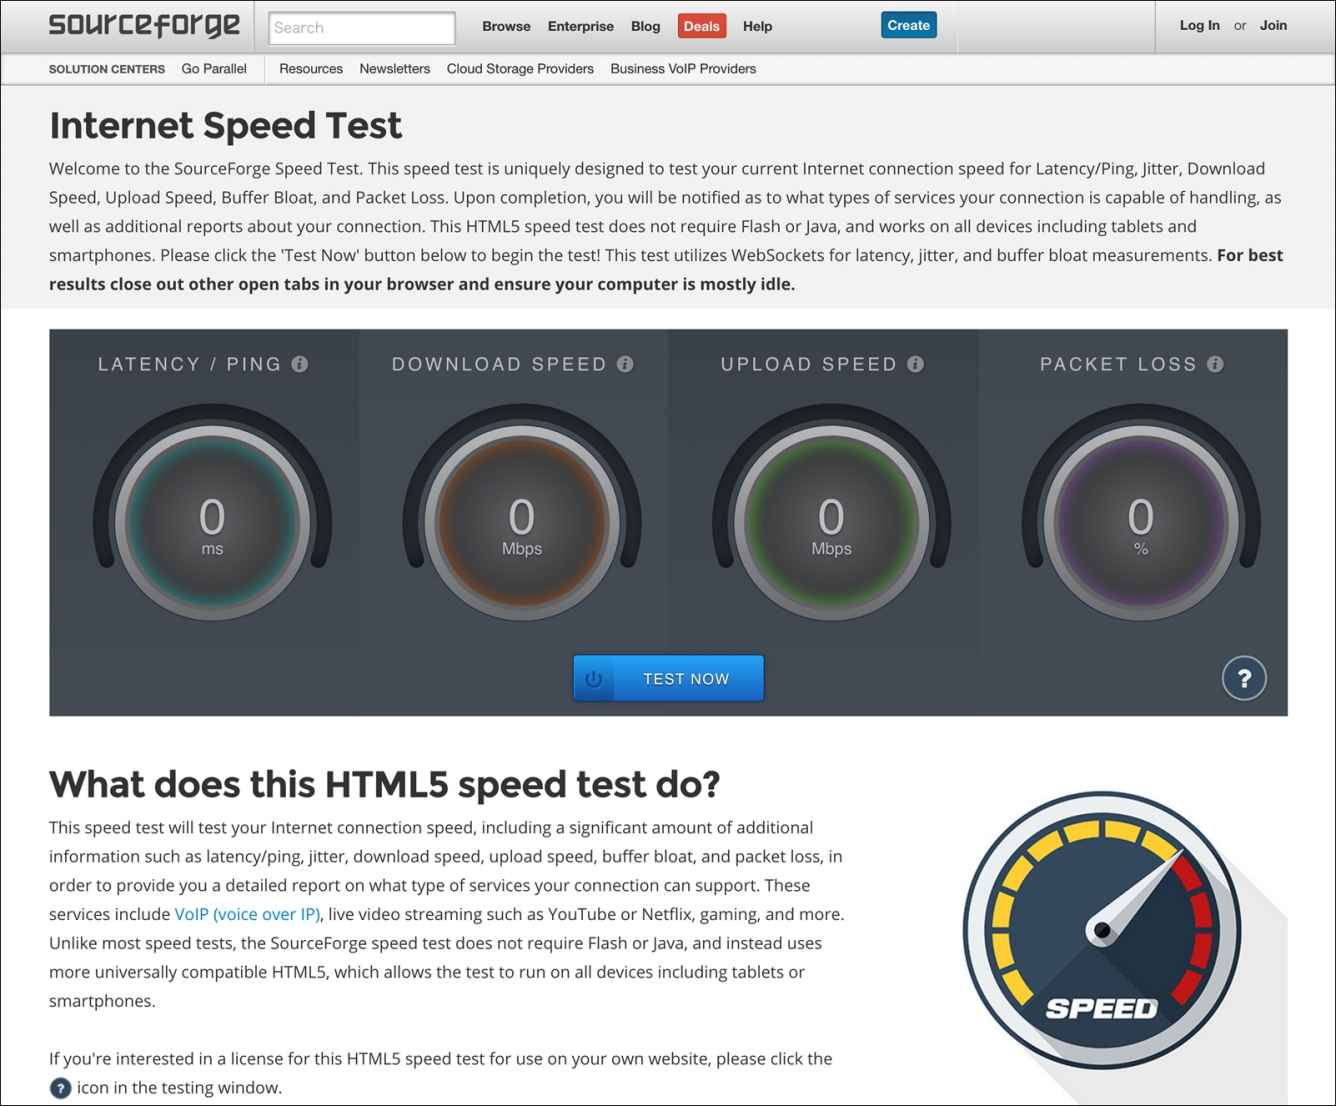 sourceforge
Search
Browse Enterprise Blog Deals Help
Create
Log In or Join
SOLUTION CENTERS Go Parallel Resources Newsletters Cloud Storage Providers Business VoIP Providers
Internet Speed Test
Welcome to the SourceForge Speed Test. This speed test is uniquely designed to test your current Internet connection speed for Latency/Ping, Jitter, Download
Speed, Upload Speed, Buffer Bloat, and Packet Loss. Upon completion, you will be notified as to what types of services your connection is capable of handling, as
well as additional reports about your connection. This HTML5 speed test does not require Flash or Java, and works on all devices including tablets and
smartphones. Please click the 'Test Now' button below to begin the test! This test utilizes WebSockets for latency, jitter, and buffer bloat measurements. For best
results close out other open tabs in your browser and ensure your computer is mostly idle.
LATENCY / PING i
0
ms
DOWNLOAD SPEED i
0
Mbps
UPLOAD SPEED i
0
Mbps
PACKET LOSS i
0
%
TEST NOW
?
What does this HTML5 speed test do?
This speed test will test your Internet connection speed, including a significant amount of additional
information such as latency/ping, jitter, download speed, upload speed, buffer bloat, and packet loss, in
order to provide you a detailed report on what type of services your connection can support. These
services include VoIP (voice over IP), live video streaming such as YouTube or Netflix, gaming, and more.
Unlike most speed tests, the SourceForge speed test does not require Flash or Java, and instead uses
more universally compatible HTML5, which allows the test to run on all devices including tablets or
smartphones.
If you're interested in a license for this HTML5 speed test for use on your own website, please click the
? icon in the testing window.
SPEED